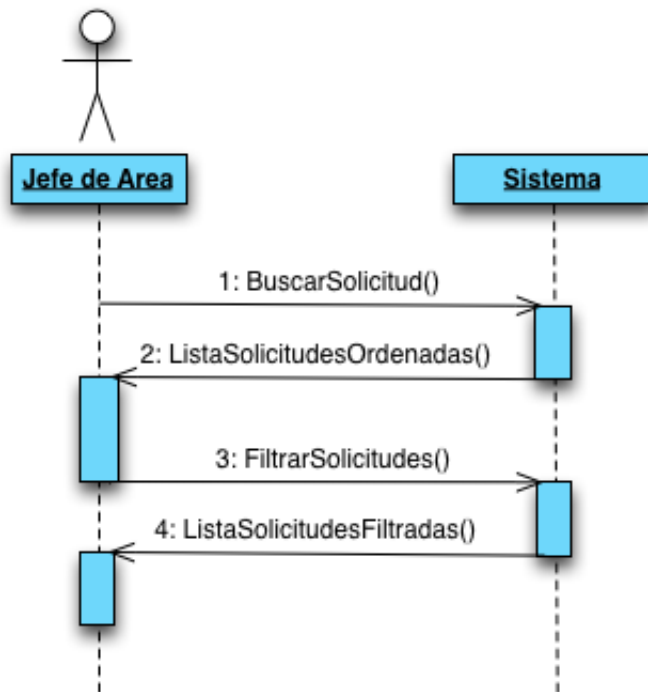 Jefe de Area
Sistema
1: BuscarSolicitud()
2: ListaSolicitudesOrdenadas()
3: FiltrarSolicitudes()
4: ListaSolicitudesFiltradas()